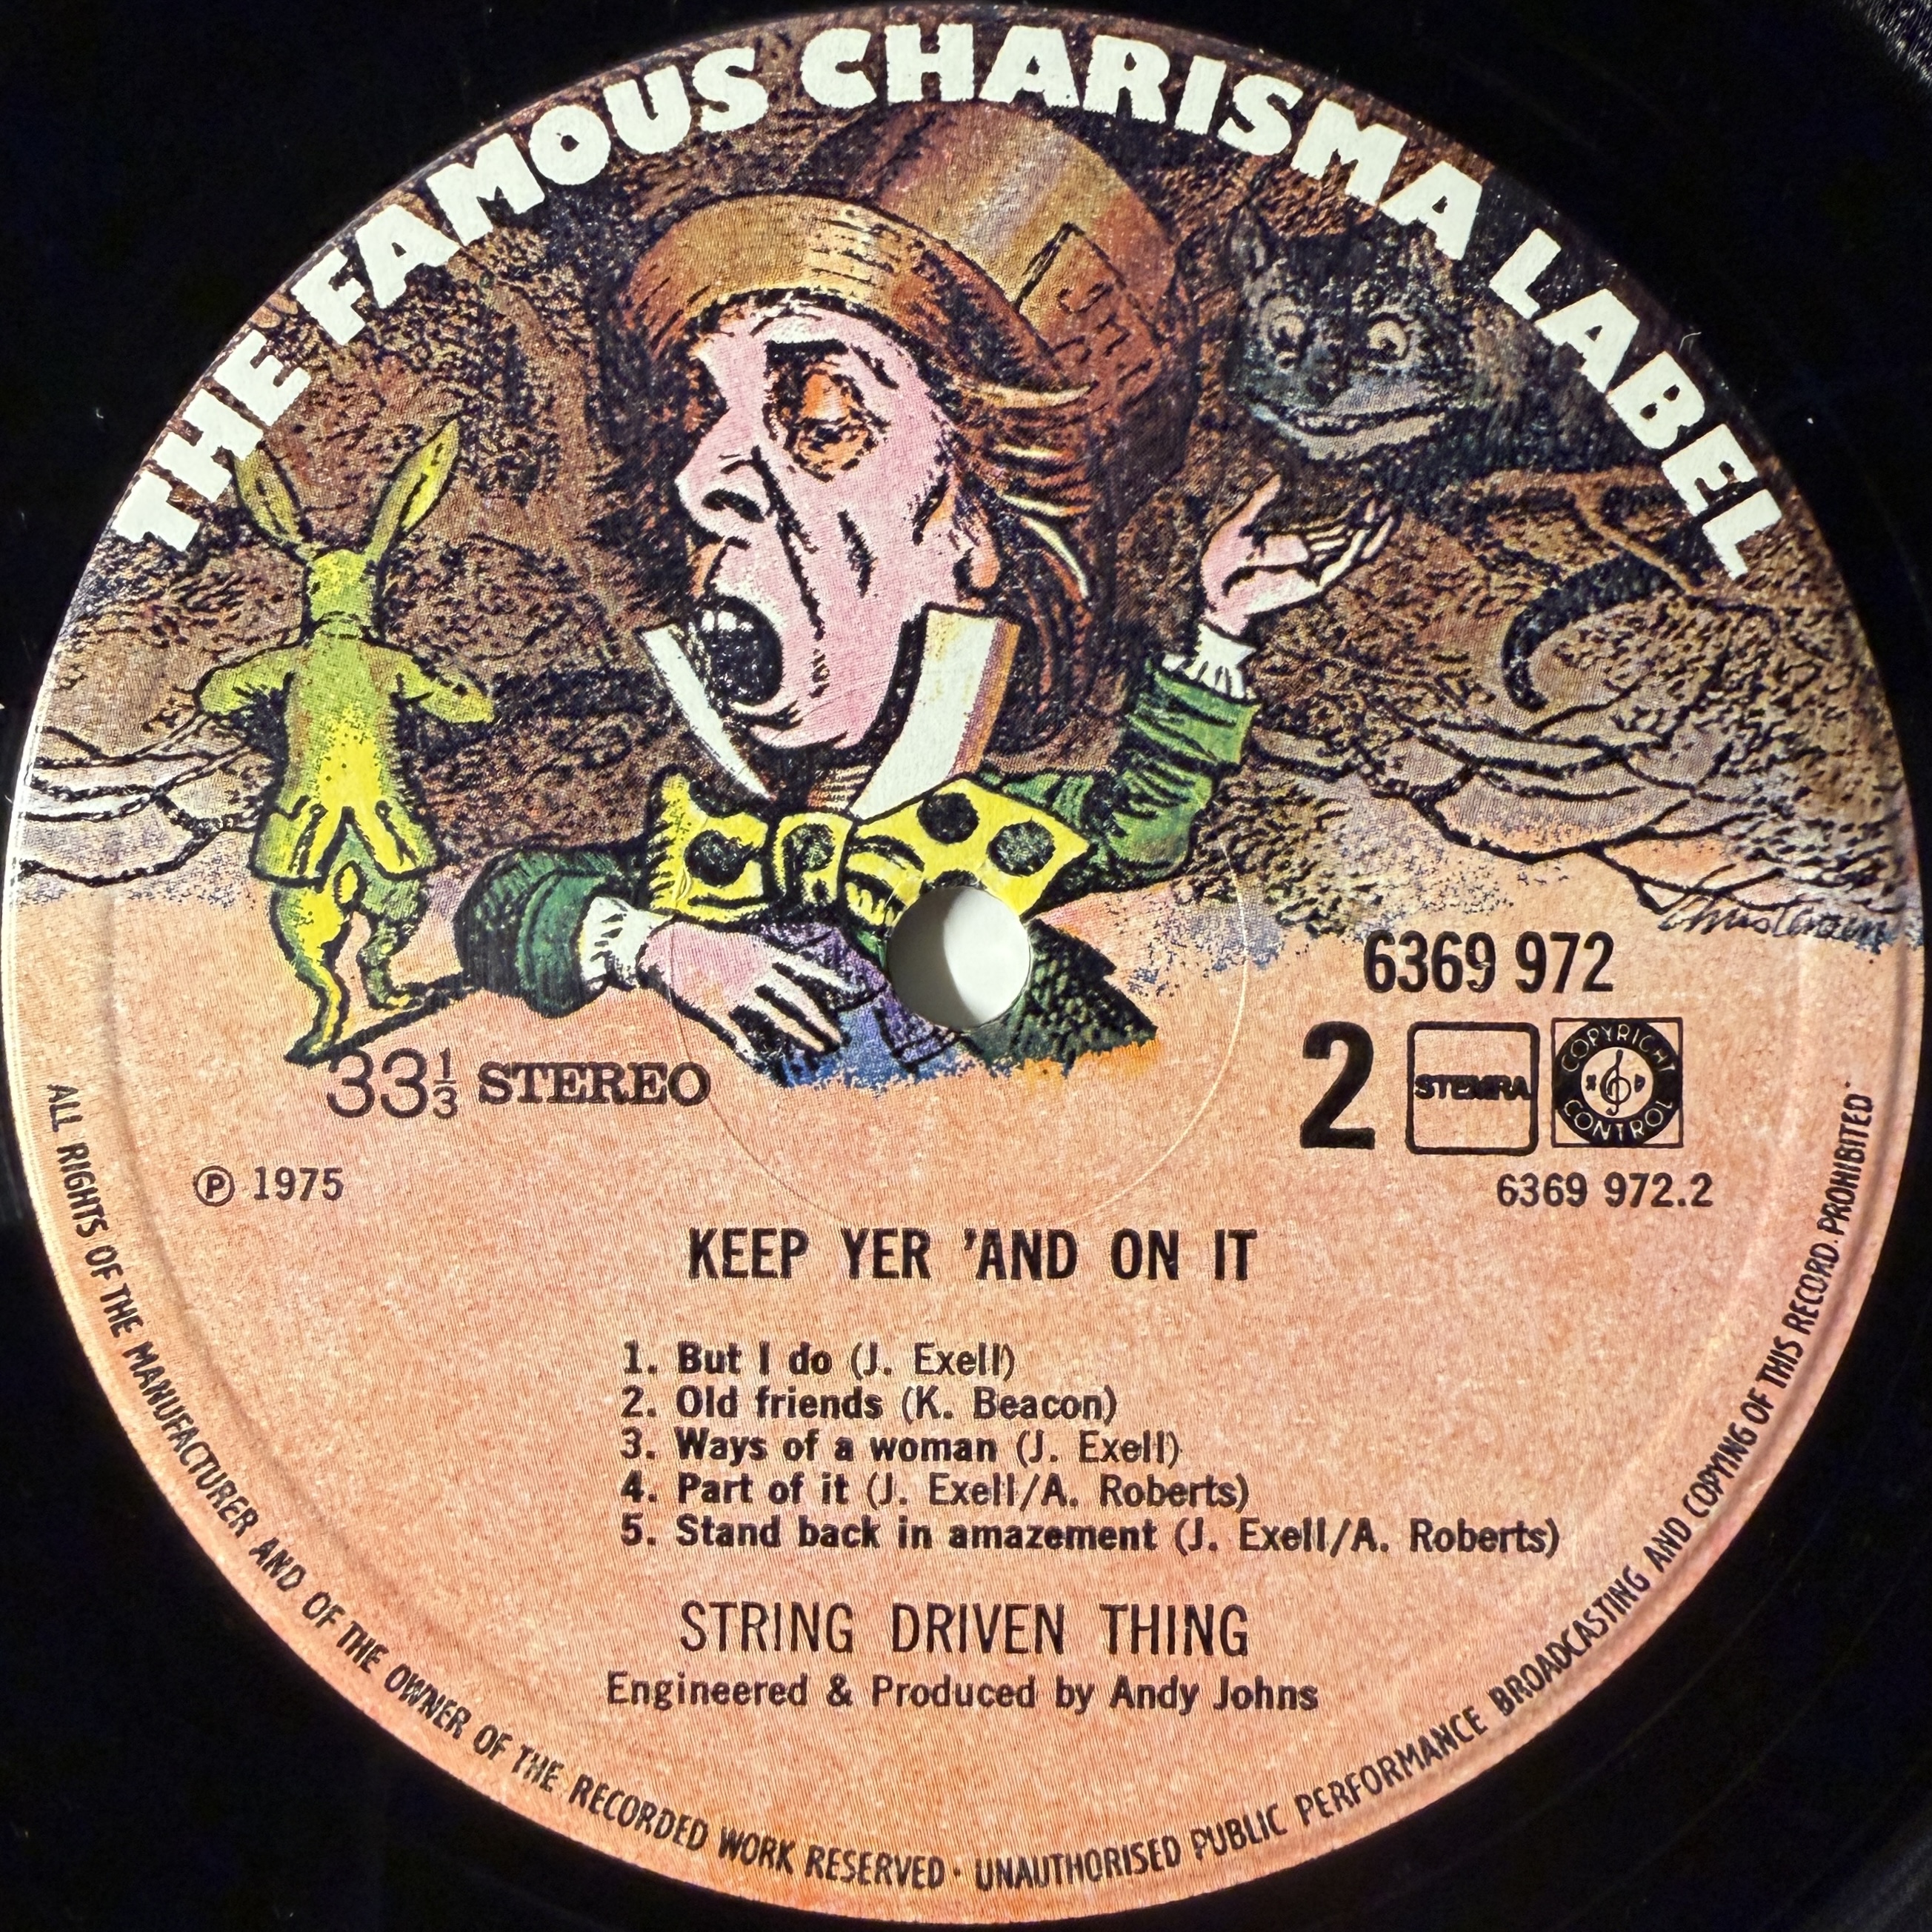 THE FAMOUS CHARISMA LABEL
6369 972
33⅓ STEREO
2
STEMRA
COPYRIGHT CONTROL
℗ 1975
6369 972.2
KEEP YER 'AND ON IT
1. But I do (J. Exell)
2. Old friends (K. Beacon)
3. Ways of a woman (J. Exell)
4. Part of it (J. Exell/A. Roberts)
5. Stand back in amazement (J. Exell/A. Roberts)
STRING DRIVEN THING
Engineered & Produced by Andy Johns
ALL RIGHTS OF THE MANUFACTURER AND OF THE OWNER OF THE RECORDED WORK RESERVED · UNAUTHORISED PUBLIC PERFORMANCE BROADCASTING AND COPYING OF THIS RECORD PROHIBITED